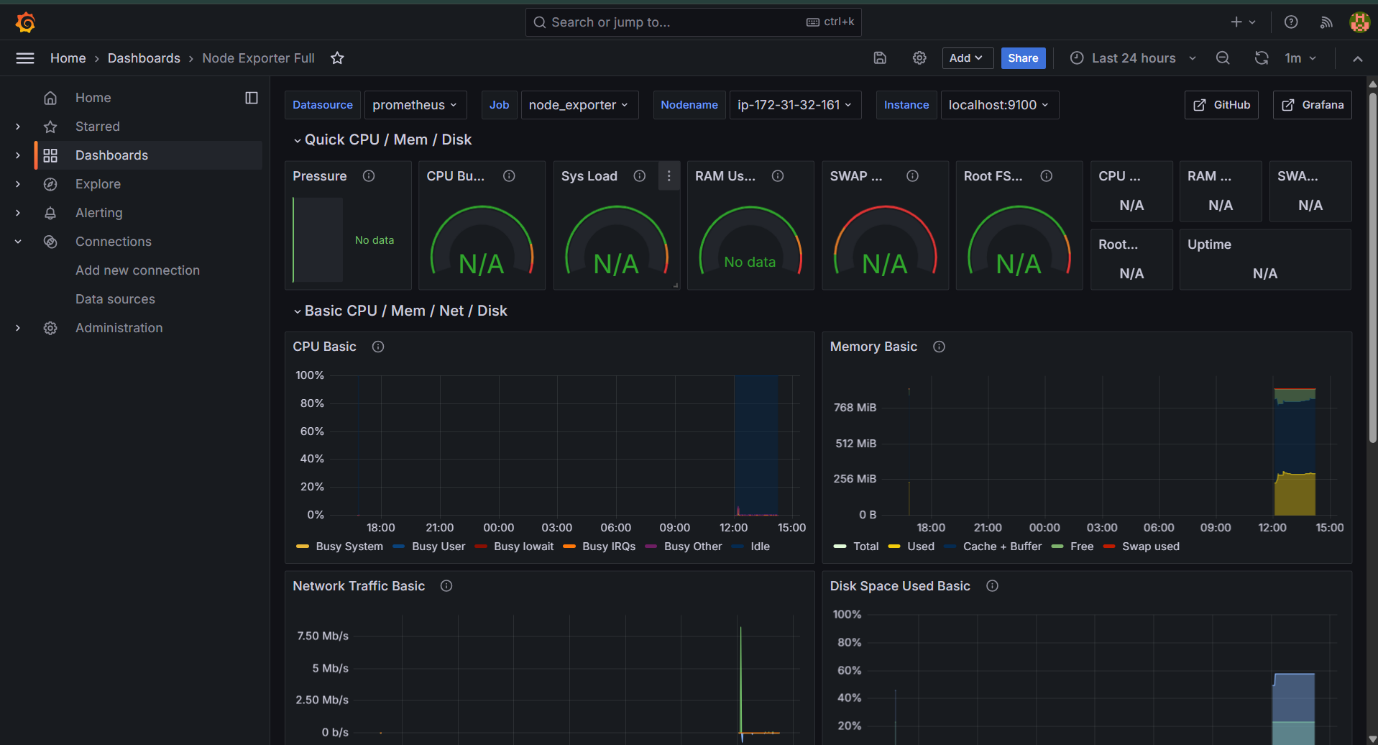 Search or jump to...
ctrl+k
Home › Dashboards › Node Exporter Full
Add
Share
Last 24 hours
1m
Home
Starred
Dashboards
Explore
Alerting
Connections
Add new connection
Data sources
Administration
Datasource prometheus Job node_exporter Nodename ip-172-31-32-161 Instance localhost:9100 GitHub Grafana
Quick CPU / Mem / Disk
Pressure
No data
CPU Bu...
N/A
Sys Load
N/A
RAM Us...
No data
SWAP ...
N/A
Root FS...
N/A
CPU ...
N/A
RAM ...
N/A
SWA...
N/A
Root...
N/A
Uptime
N/A
Basic CPU / Mem / Net / Disk
CPU Basic
100%
80%
60%
40%
20%
0%
18:00 21:00 00:00 03:00 06:00 09:00 12:00 15:00
Busy System Busy User Busy Iowait Busy IRQs Busy Other Idle
Memory Basic
768 MiB
512 MiB
256 MiB
0 B
18:00 21:00 00:00 03:00 06:00 09:00 12:00 15:00
Total Used Cache + Buffer Free Swap used
Network Traffic Basic
7.50 Mb/s
5 Mb/s
2.50 Mb/s
0 b/s
Disk Space Used Basic
100%
80%
60%
40%
20%